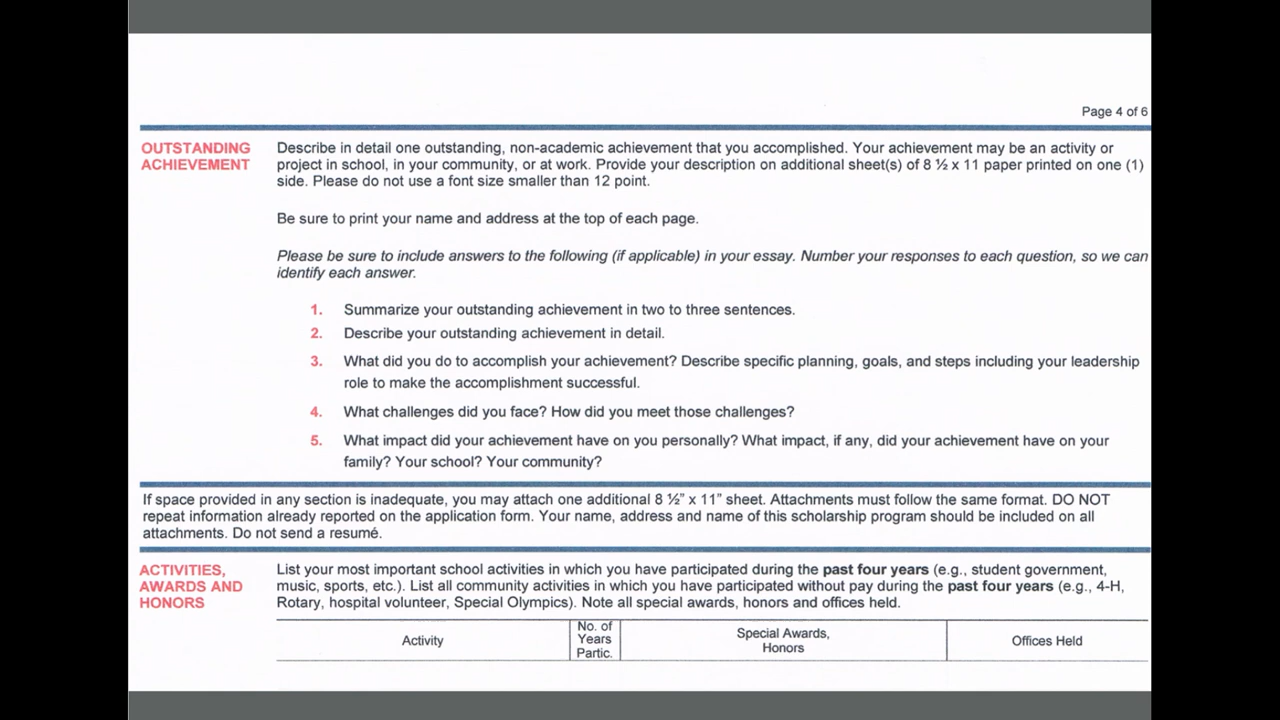 Page 4 of 6
OUTSTANDING
ACHIEVEMENT
Describe in detail one outstanding, non-academic achievement that you accomplished. Your achievement may be an activity or
project in school, in your community, or at work. Provide your description on additional sheet(s) of 8 ½ x 11 paper printed on one (1)
side. Please do not use a font size smaller than 12 point.
Be sure to print your name and address at the top of each page.
Please be sure to include answers to the following (if applicable) in your essay. Number your responses to each question, so we can
identify each answer.
1. Summarize your outstanding achievement in two to three sentences.
2. Describe your outstanding achievement in detail.
3. What did you do to accomplish your achievement? Describe specific planning, goals, and steps including your leadership
role to make the accomplishment successful.
4. What challenges did you face? How did you meet those challenges?
5. What impact did your achievement have on you personally? What impact, if any, did your achievement have on your
family? Your school? Your community?
If space provided in any section is inadequate, you may attach one additional 8 ½" x 11" sheet. Attachments must follow the same format. DO NOT
repeat information already reported on the application form. Your name, address and name of this scholarship program should be included on all
attachments. Do not send a resumé.
ACTIVITIES,
AWARDS AND
HONORS
List your most important school activities in which you have participated during the past four years (e.g., student government,
music, sports, etc.). List all community activities in which you have participated without pay during the past four years (e.g., 4-H,
Rotary, hospital volunteer, Special Olympics). Note all special awards, honors and offices held.
Activity
No. of
Years
Partic.
Special Awards,
Honors
Offices Held